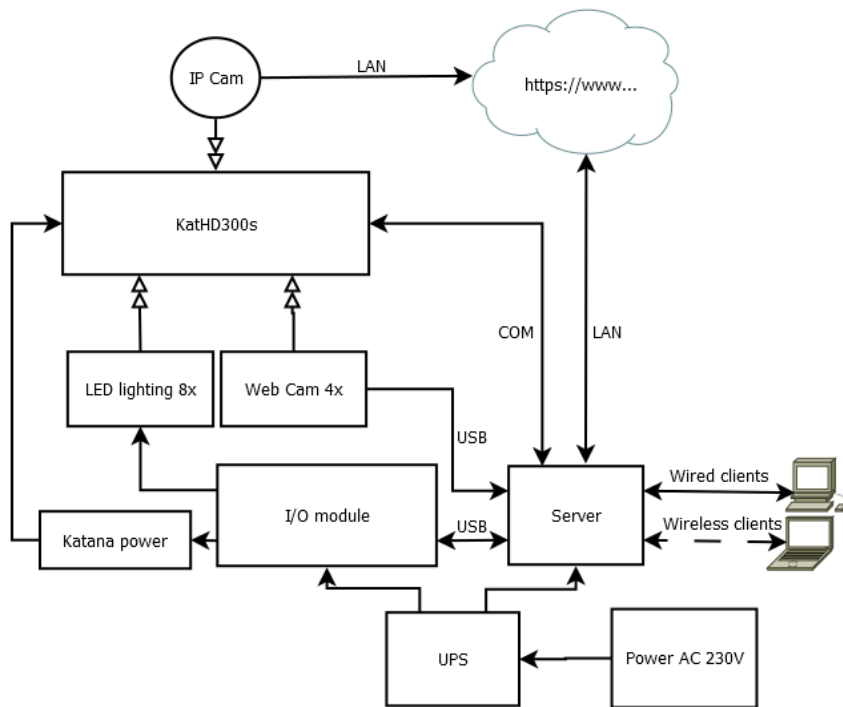 IP Cam
LAN
https://www...
KatHD300s
COM
LAN
LED lighting 8x
Web Cam 4x
USB
Wired clients
I/O module
USB
Server
Wireless clients
Katana power
UPS
Power AC 230V